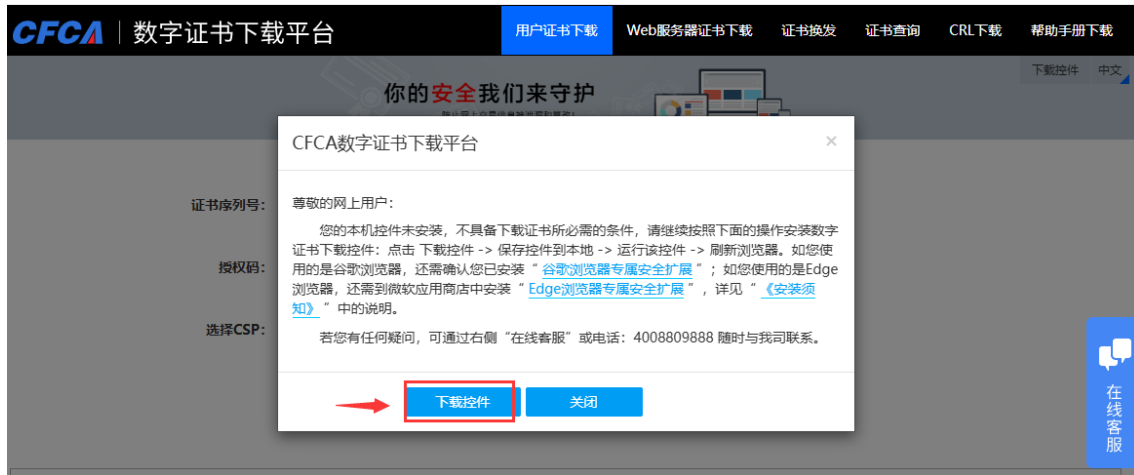 CFCA 数字证书下载平台
用户证书下载 Web服务器证书下载 证书换发 证书查询 CRL下载 帮助手册下载
下载控件 中文
你的安全我们来守护
CFCA数字证书下载平台 ×
尊敬的网上用户：
您的本机控件未安装，不具备下载证书所必需的条件，请继续按照下面的操作安装数字
证书下载控件：点击 下载控件 -> 保存控件到本地 -> 运行该控件 -> 刷新浏览器。如您使
用的是谷歌浏览器，还需确认您已安装“ 谷歌浏览器专属安全扩展 ”；如您使用的是Edge
浏览器，还需到微软应用商店中安装“ Edge浏览器专属安全扩展 ”，详见“ 《安装须
知》 ”中的说明。
若您有任何疑问，可通过右侧“在线客服”或电话：4008809888 随时与我司联系。
下载控件 关闭
证书序列号：
授权码：
选择CSP：
在线客服